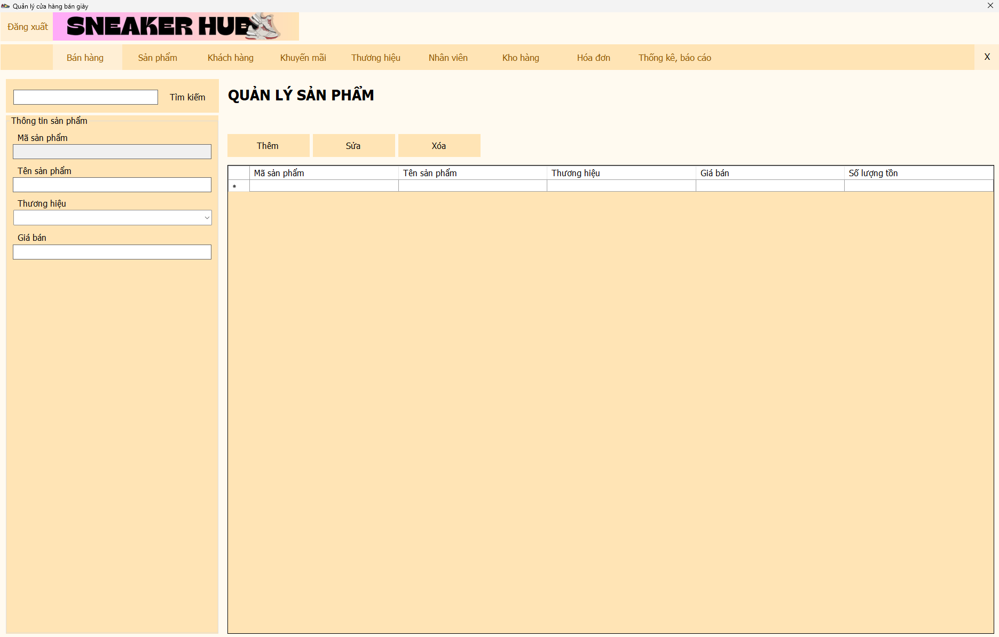 Quản lý cửa hàng bán giày
Đăng xuất
SNEAKER HUB
Bán hàng Sản phẩm Khách hàng Khuyến mãi Thương hiệu Nhân viên Kho hàng Hóa đơn Thống kê, báo cáo X
Tìm kiếm
QUẢN LÝ SẢN PHẨM
Thông tin sản phẩm
Mã sản phẩm
Tên sản phẩm
Thương hiệu
Giá bán
Thêm Sửa Xóa
Mã sản phẩm Tên sản phẩm Thương hiệu Giá bán Số lượng tồn